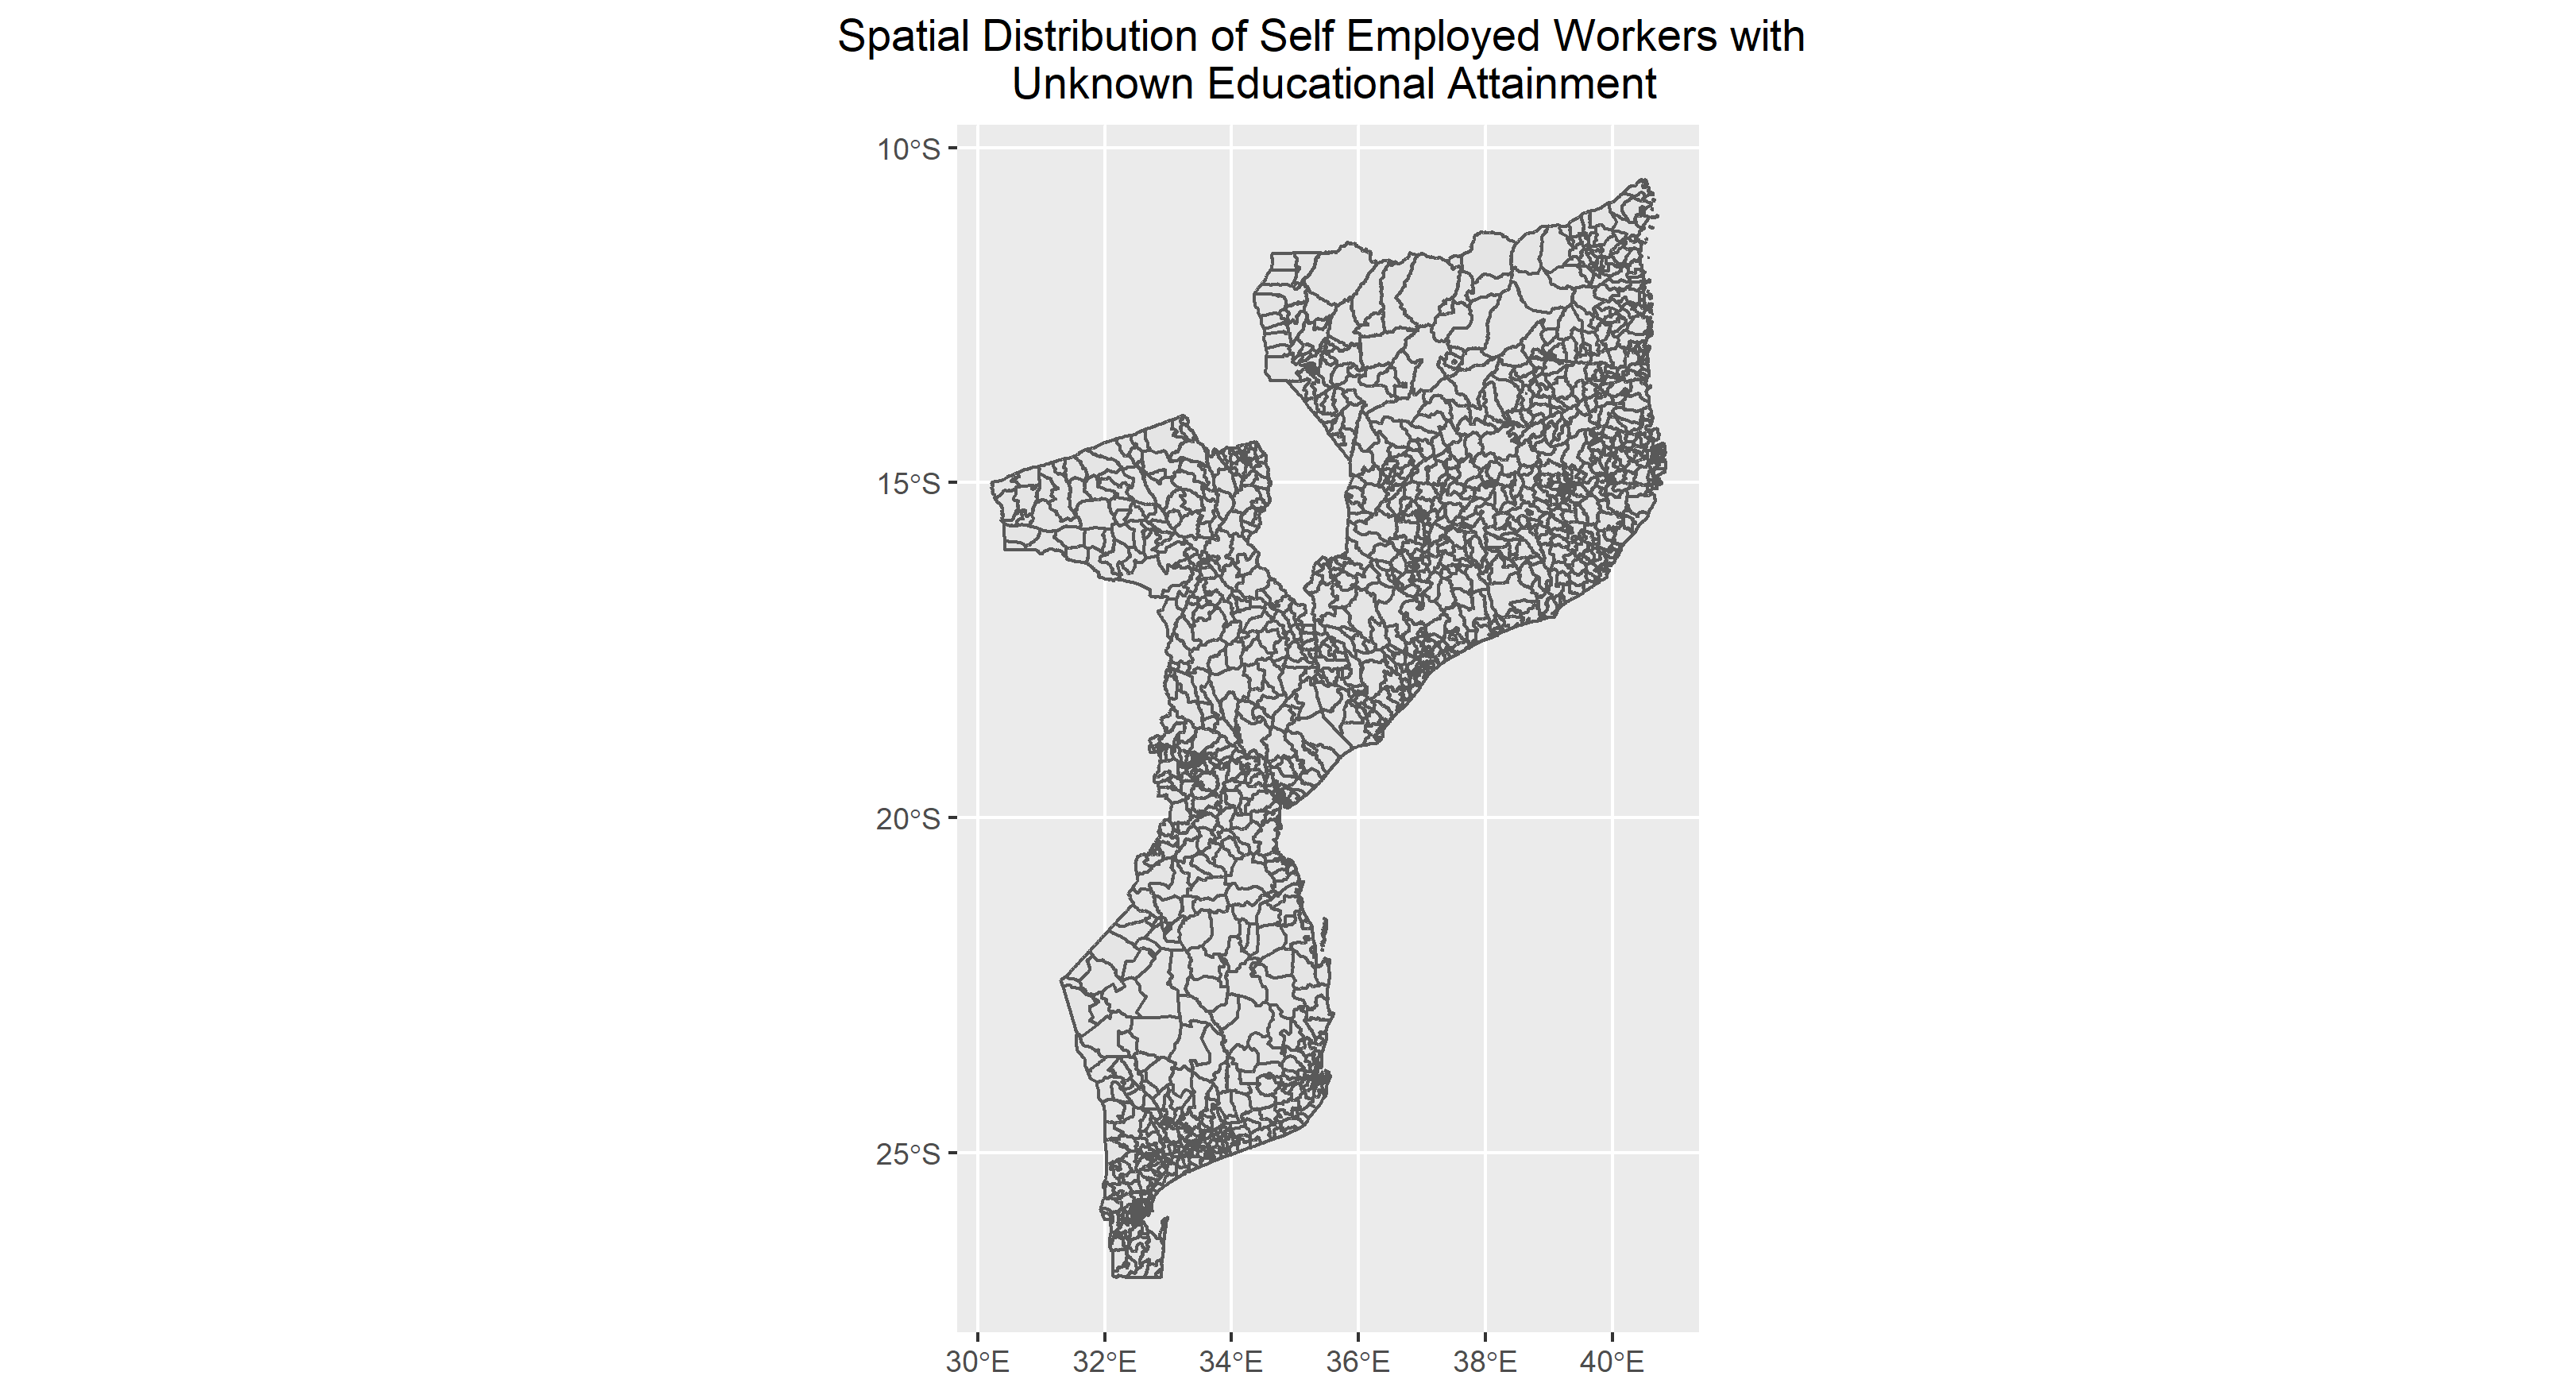 Spatial Distribution of Self Employed Workers with
Unknown Educational Attainment
10°S
15°S
20°S
25°S
30°E 32°E 34°E 36°E 38°E 40°E